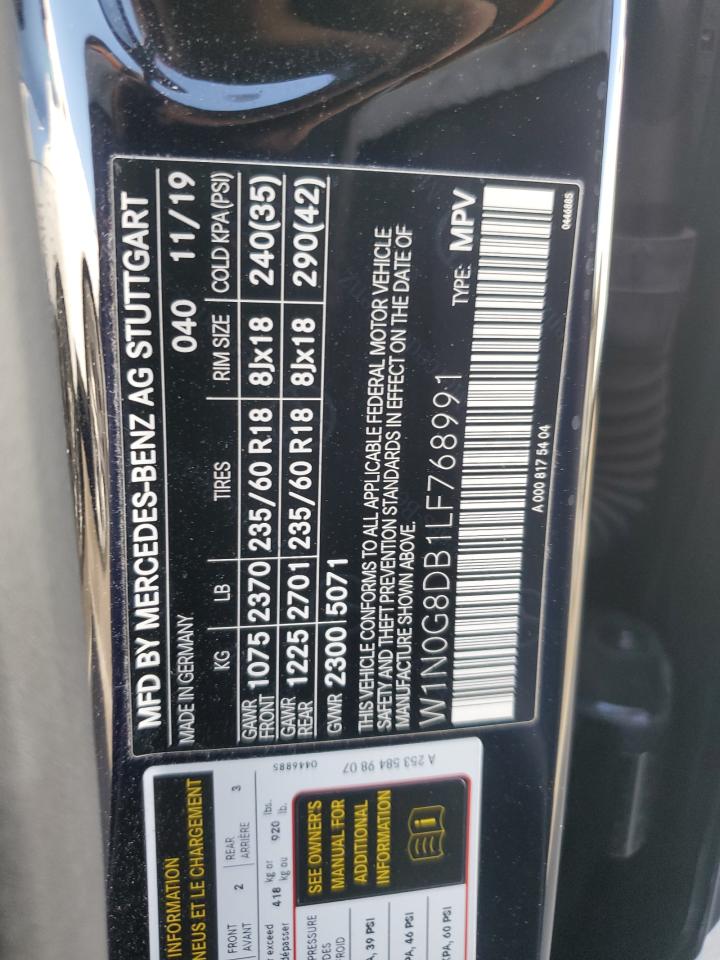 MFD BY MERCEDES-BENZ AG STUTTGART
MADE IN GERMANY 040 11/19
KG LB TIRES RIM SIZE COLD KPA(PSI)
GAWR FRONT 1075 2370 235/60 R18 8Jx18 240(35)
GAWR REAR 1225 2701 235/60 R18 8Jx18 290(42)
GVWR 2300 5071
THIS VEHICLE CONFORMS TO ALL APPLICABLE FEDERAL MOTOR VEHICLE
SAFETY AND THEFT PREVENTION STANDARDS IN EFFECT ON THE DATE OF
MANUFACTURE SHOWN ABOVE.
W1N0G8DB1LF768991 TYPE: MPV
A 000 817 54 04
0446885
0446885
A 253 584 98 07
INFORMATION
NEUS ET LE CHARGEMENT
FRONT 2 REAR 3
AVANT ARRIÈRE
exceed 418 kg or 920 lbs.
dépasser kg ou lb.
PRESSURE
DES
FROID
, 39 PSI
PA, 46 PSI
KPA, 60 PSI
SEE OWNER'S
MANUAL FOR
ADDITIONAL
INFORMATION